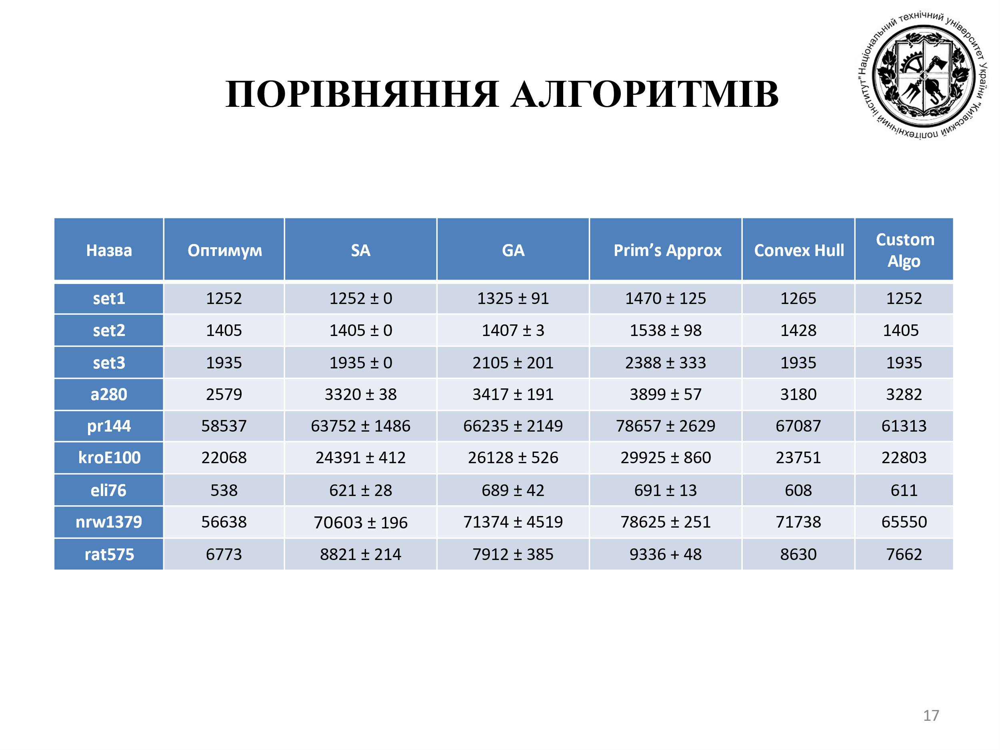 Національний технічний університет України "Київський політехнічний інститут"
ПОРІВНЯННЯ АЛГОРИТМІВ
Назва Оптимум SA GA Prim’s Approx Convex Hull Custom Algo
set1 1252 1252 ± 0 1325 ± 91 1470 ± 125 1265 1252
set2 1405 1405 ± 0 1407 ± 3 1538 ± 98 1428 1405
set3 1935 1935 ± 0 2105 ± 201 2388 ± 333 1935 1935
a280 2579 3320 ± 38 3417 ± 191 3899 ± 57 3180 3282
pr144 58537 63752 ± 1486 66235 ± 2149 78657 ± 2629 67087 61313
kroE100 22068 24391 ± 412 26128 ± 526 29925 ± 860 23751 22803
eli76 538 621 ± 28 689 ± 42 691 ± 13 608 611
nrw1379 56638 70603 ± 196 71374 ± 4519 78625 ± 251 71738 65550
rat575 6773 8821 ± 214 7912 ± 385 9336 + 48 8630 7662
17